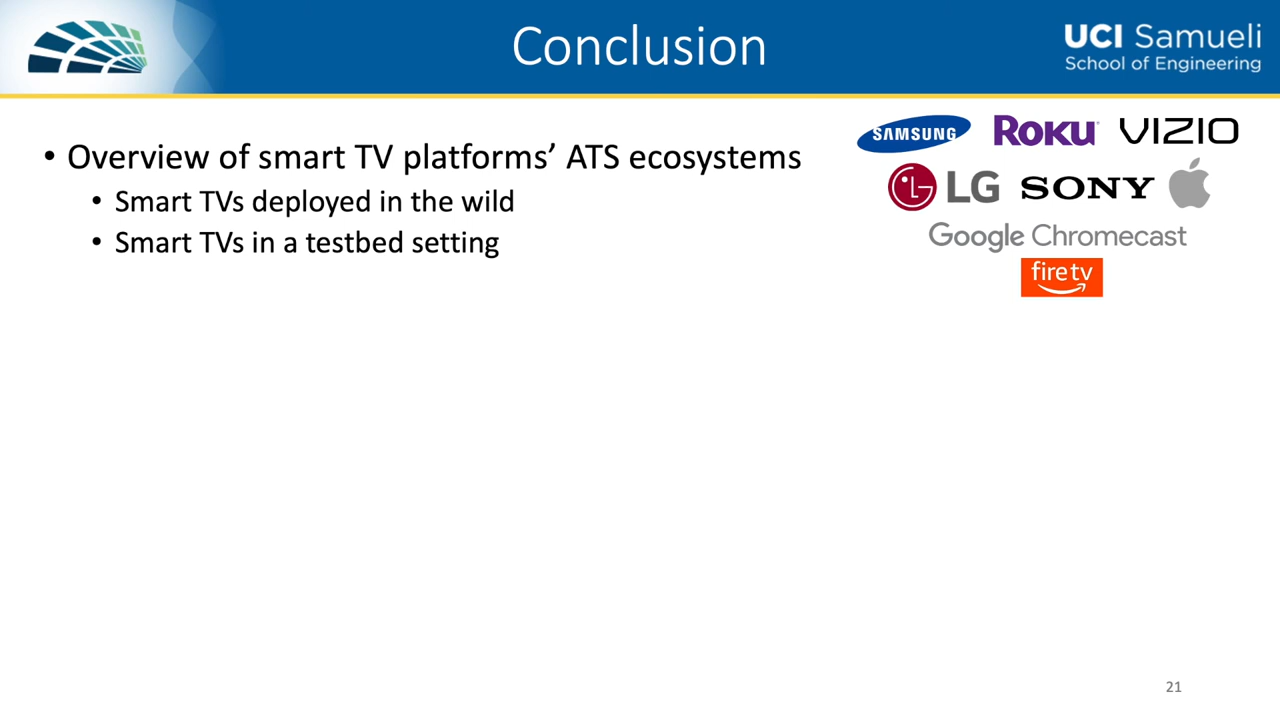 Conclusion
UCI Samueli
School of Engineering
• Overview of smart TV platforms’ ATS ecosystems
• Smart TVs deployed in the wild
• Smart TVs in a testbed setting
SAMSUNG ROKU VIZIO
LG LG SONY
Google Chromecast
fire tv
21